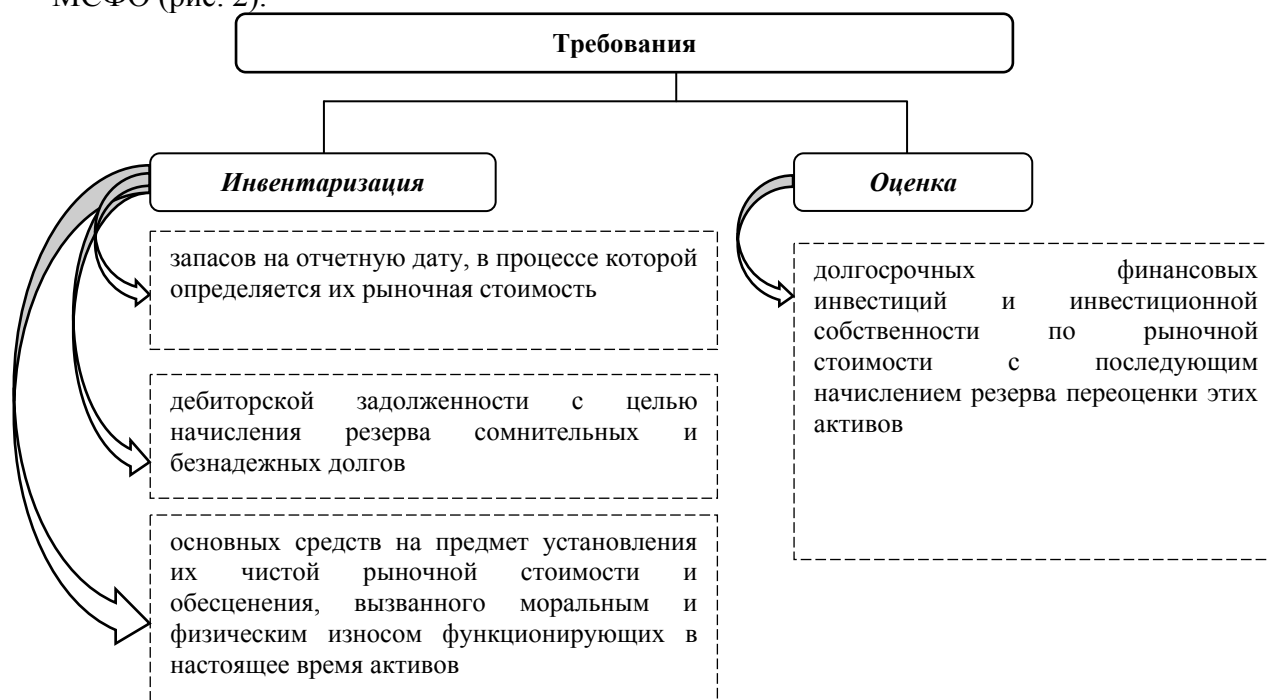 МСФО (рис. 2).
Требования
Инвентаризация
Оценка
запасов на отчетную дату, в процессе которой
определяется их рыночная стоимость
дебиторской задолженности с целью
начисления резерва сомнительных и
безнадежных долгов
основных средств на предмет установления
их чистой рыночной стоимости и
обесценения, вызванного моральным и
физическим износом функционирующих в
настоящее время активов
долгосрочных финансовых
инвестиций и инвестиционной
собственности по рыночной
стоимости с последующим
начислением резерва переоценки этих
активов